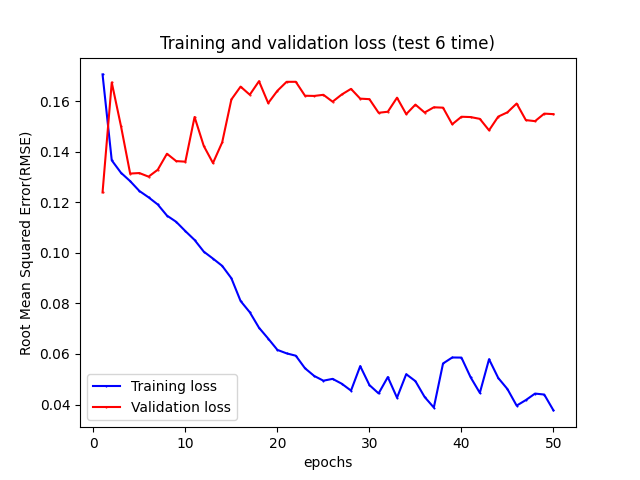 Training and validation loss (test 6 time)
Root Mean Squared Error(RMSE)
0.16
0.14
0.12
0.10
0.08
0.06
0.04
Training loss
Validation loss
0 10 20 30 40 50
epochs